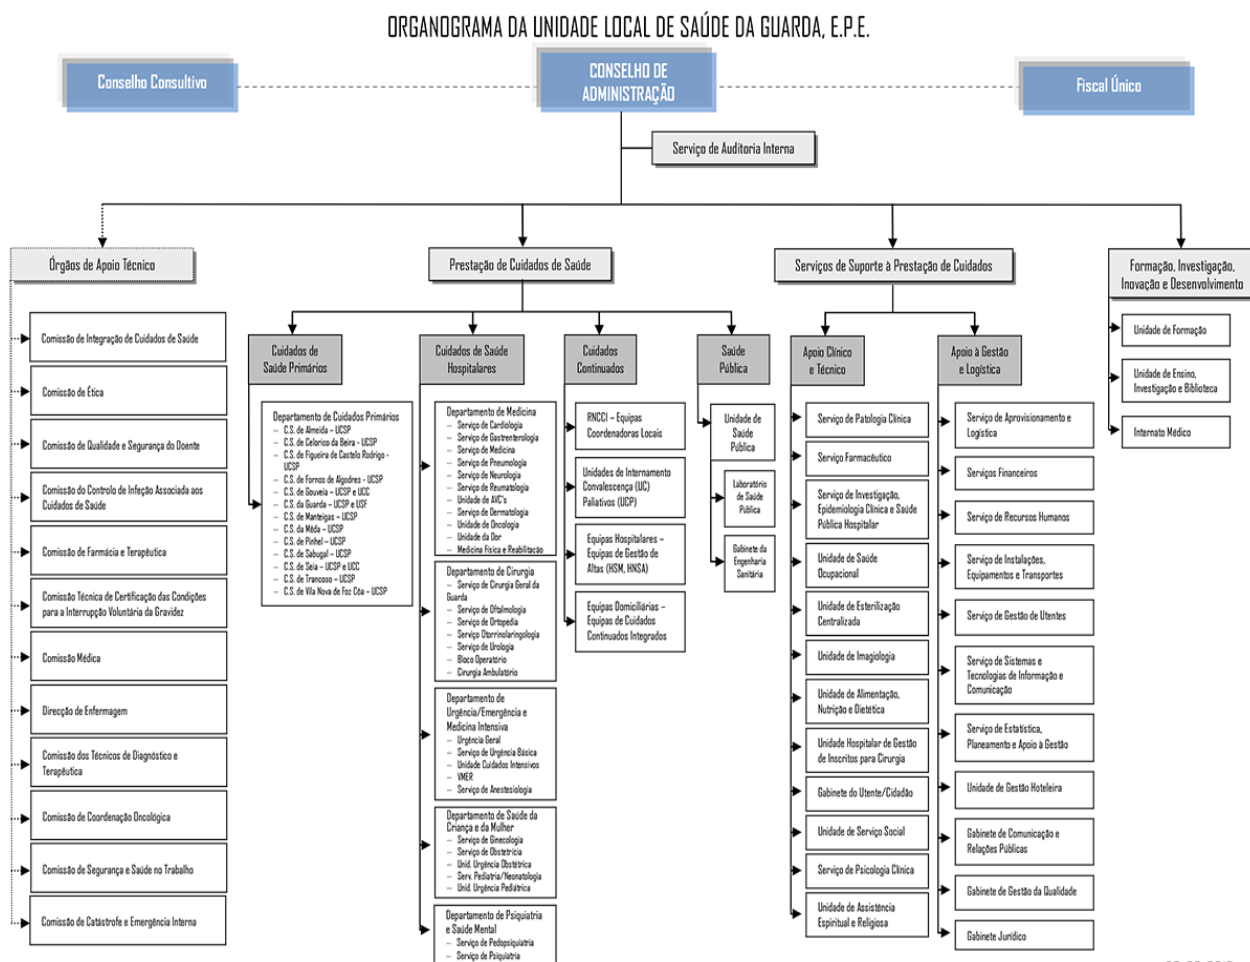 ORGANOGRAMA DA UNIDADE LOCAL DE SAÚDE DA GUARDA, E.P.E.
Conselho Consultivo
CONSELHO DE
ADMINISTRAÇÃO
Fiscal Único
Serviço de Auditoria Interna
Órgãos de Apoio Técnico
Comissão de Integração de Cuidados de Saúde
Comissão de Ética
Comissão de Qualidade e Segurança do Doente
Comissão do Controlo de Infeção Associada aos
Cuidados de Saúde
Comissão de Farmácia e Terapêutica
Comissão Técnica de Certificação das Condições
para a Interrupção Voluntária da Gravidez
Comissão Médica
Direcção de Enfermagem
Comissão dos Técnicos de Diagnóstico e
Terapêutica
Comissão de Coordenação Oncológica
Comissão de Segurança e Saúde no Trabalho
Comissão de Catástrofe e Emergência Interna
Prestação de Cuidados de Saúde
Cuidados de
Saúde Primários
Departamento de Cuidados Primários
– C.S. de Almeida – UCSP
– C.S. de Celorico da Beira - UCSP
– C.S. de Figueira de Castelo Rodrigo -
UCSP
– C.S. de Fornos de Algodres - UCSP
– C.S. de Gouveia – UCSP e UCC
– C.S. da Guarda – UCSP e USF
– C.S. de Manteigas – UCSP
– C.S. da Mêda – UCSP
– C.S. de Pinhel – UCSP
– C.S. de Sabugal – UCSP
– C.S. de Seia – UCSP e UCC
– C.S. de Trancoso – UCSP
– C.S. de Vila Nova de Foz Côa – UCSP
Cuidados de Saúde
Hospitalares
Departamento de Medicina
– Serviço de Cardiologia
– Serviço de Gastrenterologia
– Serviço de Medicina
– Serviço de Pneumologia
– Serviço de Neurologia
– Serviço de Reumatologia
– Unidade de AVC's
– Serviço de Dermatologia
– Unidade de Oncologia
– Unidade da Dor
– Medicina Física e Reabilitação
Departamento de Cirurgia
– Serviço de Cirurgia Geral da
Guarda
– Serviço de Oftalmologia
– Serviço de Ortopedia
– Serviço Otorrinolaringologia
– Serviço de Urologia
– Bloco Operatório
– Cirurgia Ambulatório
Departamento de
Urgência/Emergência e
Medicina Intensiva
– Urgência Geral
– Serviço de Urgência Básica
– Unidade Cuidados Intensivos
– VMER
– Serviço de Anestesiologia
Departamento de Saúde da
Criança e da Mulher
– Serviço de Ginecologia
– Serviço de Obstetrícia
– Unid. Urgência Obstétrica
– Serv. Pediatria/Neonatologia
– Unid. Urgência Pediátrica
Departamento de Psiquiatria
e Saúde Mental
– Serviço de Pedopsiquiatria
– Serviço de Psiquiatria
Cuidados
Continuados
RNCCI – Equipas
Coordenadoras Locais
Unidades de Internamento
Convalescença (UC)
Paliativos (UCP)
Equipas Hospitalares –
Equipas de Gestão de
Altas (HSM, HNSA)
Equipas Domiciliárias –
Equipas de Cuidados
Continuados Integrados
Saúde
Pública
Unidade de
Saúde
Pública
Laboratório
de Saúde
Pública
Gabinete da
Engenharia
Sanitária
Serviços de Suporte à Prestação de Cuidados
Apoio Clínico
e Técnico
Serviço de Patologia Clínica
Serviço Farmacêutico
Serviço de Investigação,
Epidemiologia Clínica e Saúde
Pública Hospitalar
Unidade de Saúde
Ocupacional
Unidade de Esterilização
Centralizada
Unidade de Imagiologia
Unidade de Alimentação,
Nutrição e Dietética
Unidade Hospitalar de Gestão
de Inscritos para Cirurgia
Gabinete do Utente/Cidadão
Unidade de Serviço Social
Serviço de Psicologia Clínica
Unidade de Assistência
Espiritual e Religiosa
Apoio à Gestão
e Logística
Serviço de Aprovisionamento e
Logística
Serviços Financeiros
Serviço de Recursos Humanos
Serviço de Instalações,
Equipamentos e Transportes
Serviço de Gestão de Utentes
Serviço de Sistemas e
Tecnologias de Informação e
Comunicação
Serviço de Estatística,
Planeamento e Apoio à Gestão
Unidade de Gestão Hoteleira
Gabinete de Comunicação e
Relações Públicas
Gabinete de Gestão da Qualidade
Gabinete Jurídico
Formação, Investigação,
Inovação e Desenvolvimento
Unidade de Formação
Unidade de Ensino,
Investigação e Biblioteca
Internato Médico